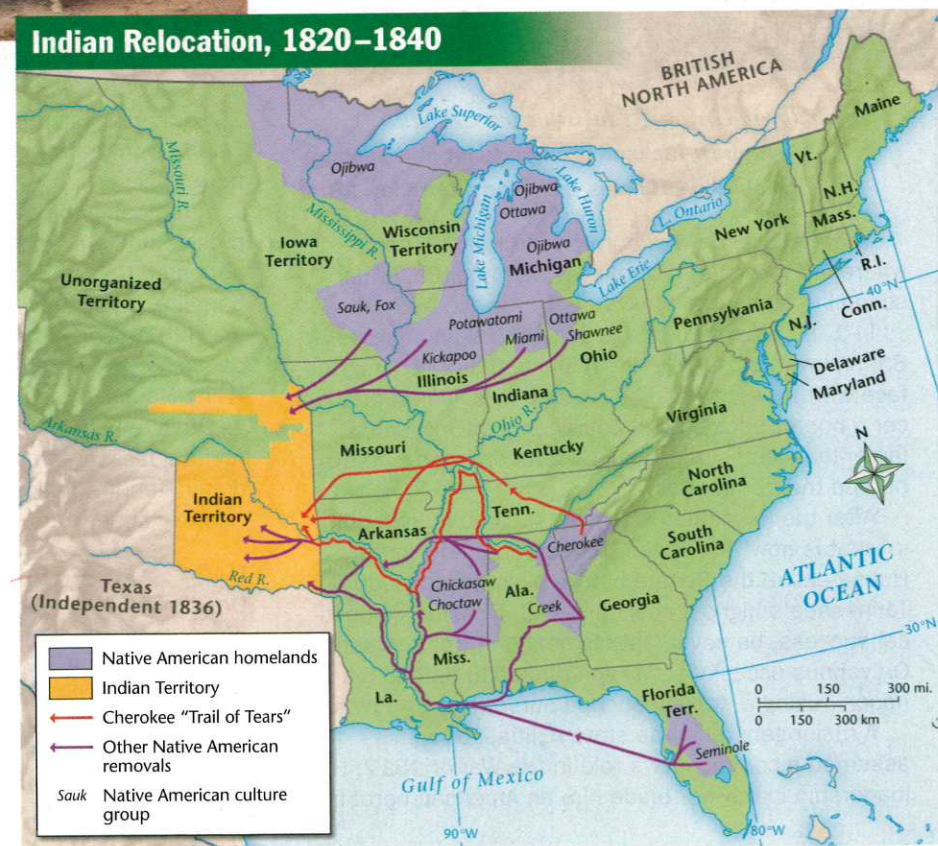 Indian Relocation, 1820–1840
BRITISH
NORTH AMERICA
Maine
Lake Superior
Missouri R.
Ojibwa
Vt.
N.H.
Mississippi R.
Wisconsin
Territory
Lake Michigan
Ojibwa
Ottawa
Lake Huron
L. Ontario
New York
Mass.
Iowa
Territory
Ojibwa
Michigan
Lake Erie
R.I.
Conn.
40°N
Unorganized
Territory
Sauk, Fox
Potawatomi
Ottawa
Miami
Shawnee
Kickapoo
Pennsylvania
N.J.
Delaware
Maryland
Illinois
Indiana
Ohio
Ohio R.
Virginia
Arkansas R.
Missouri
Kentucky
N
North
Carolina
Indian
Territory
Arkansas
Tenn.
Cherokee
South
Carolina
Chickasaw
Choctaw
Ala.
Creek
Georgia
ATLANTIC
OCEAN
Red R.
Texas
(Independent 1836)
Miss.
La.
30°N
Florida
Terr.
Seminole
0 150 300 mi.
0 150 300 km
Gulf of Mexico
90°W
80°W
Native American homelands
Indian Territory
Cherokee "Trail of Tears"
Other Native American
removals
Sauk Native American culture
group